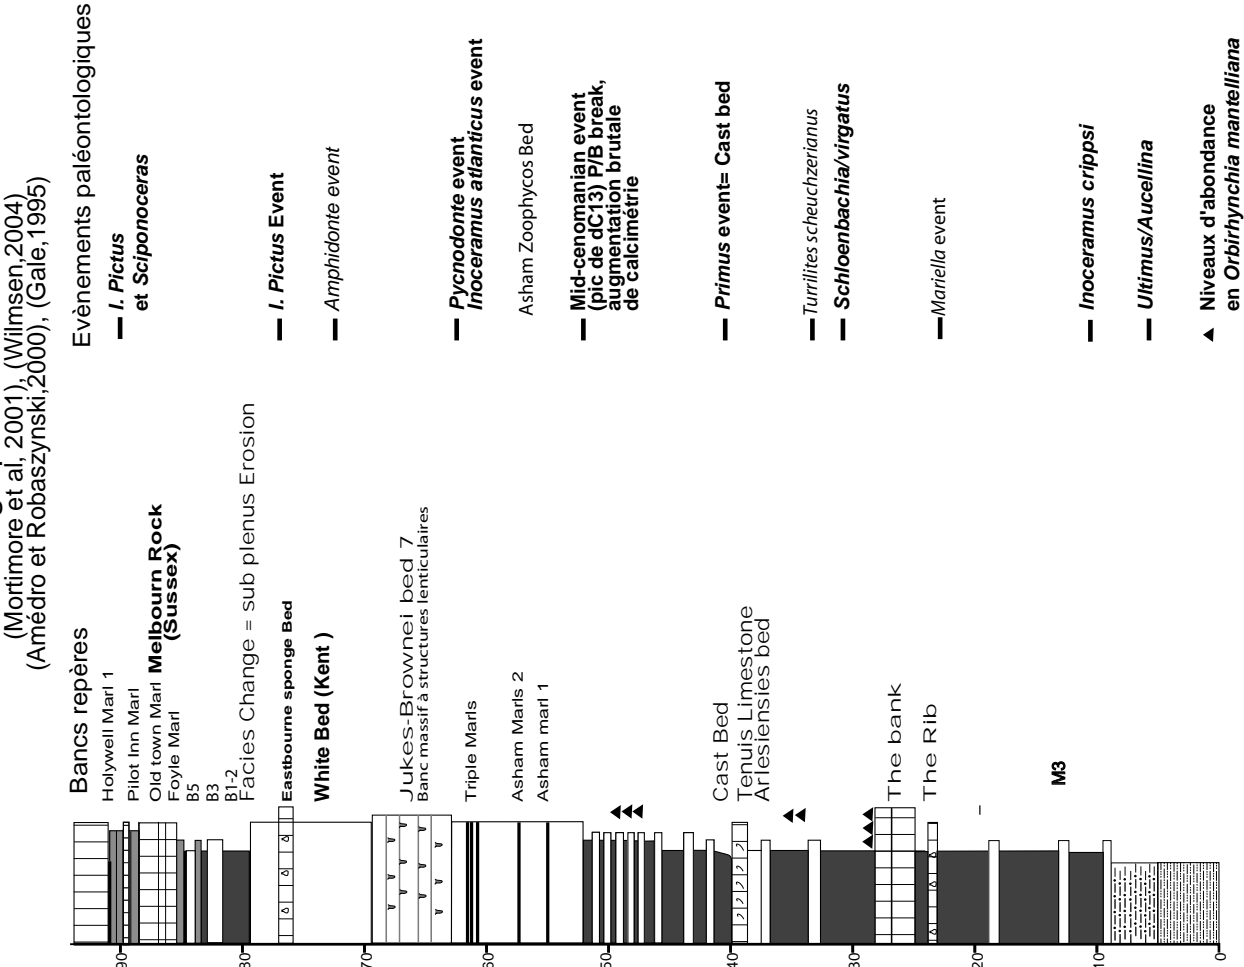 (Mortimore et al, 2001), (Wilmsen,2004)
(Amédro et Robaszynski,2000), (Gale,1995)
Bancs repères
Holywell Marl 1
Pilot Inn Marl
Old town Marl
Melbourn Rock
(Sussex)
Foyle Marl
B5
B3
B1-2
Facies Change = sub plenus Erosion
Eastbourne sponge Bed
White Bed (Kent )
Jukes-Brownei bed 7
Banc massif à structures lenticulaires
Triple Marls
Asham Marls 2
Asham marl 1
Cast Bed
Tenuis Limestone
Arlesiensies bed
The bank
The Rib
M3
Evènements paléontologiques
I. Pictus
et Sciponoceras
I. Pictus Event
Amphidonte event
Pycnodonte event
Inoceramus atlanticus event
Asham Zoophycos Bed
Mid-cenomanian event
(pic de dC13) P/B break,
augmentation brutale
de calcimétrie
Primus event= Cast bed
Turrilites scheuchzerianus
Schloenbachia/virgatus
Mariella event
Inoceramus crippsi
Ultimus/Aucellina
▲ Niveaux d'abondance
en Orbirhynchia mantelliana
90
80
70
60
50
40
30
20
10
0